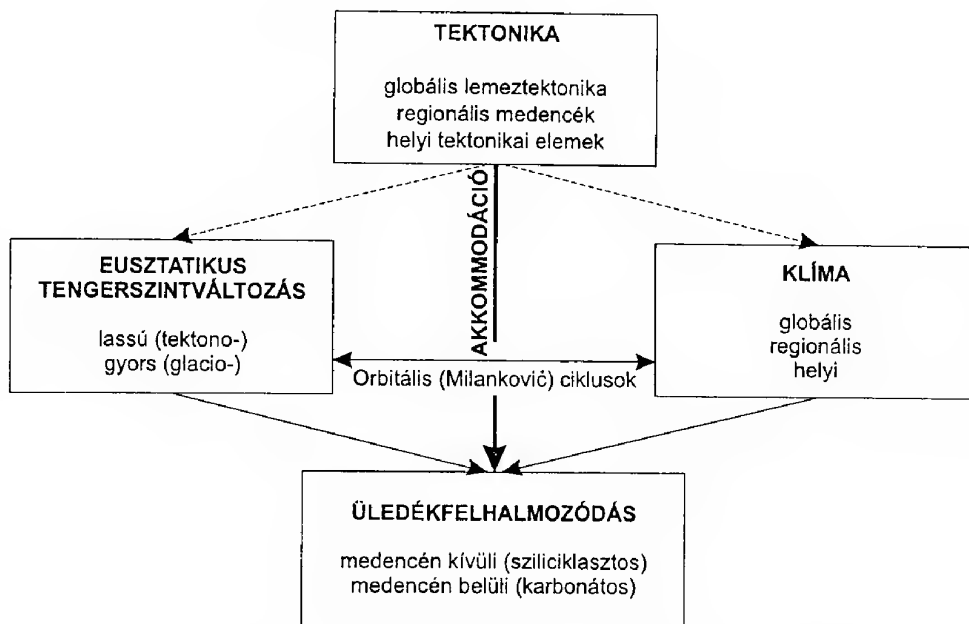 TEKTONIKA
globális lemeztektonika
regionális medencék
helyi tektonikai elemek
AKKOMMODÁCIÓ
EUSZTATIKUS
TENGERSZINTVÁLTOZÁS
lassú (tektono-)
gyors (glacio-)
KLÍMA
globális
regionális
helyi
Orbitális (Milanković) ciklusok
ÜLEDÉKFELHALMOZÓDÁS
medencén kívüli (sziliciklasztos)
medencén belüli (karbonátos)